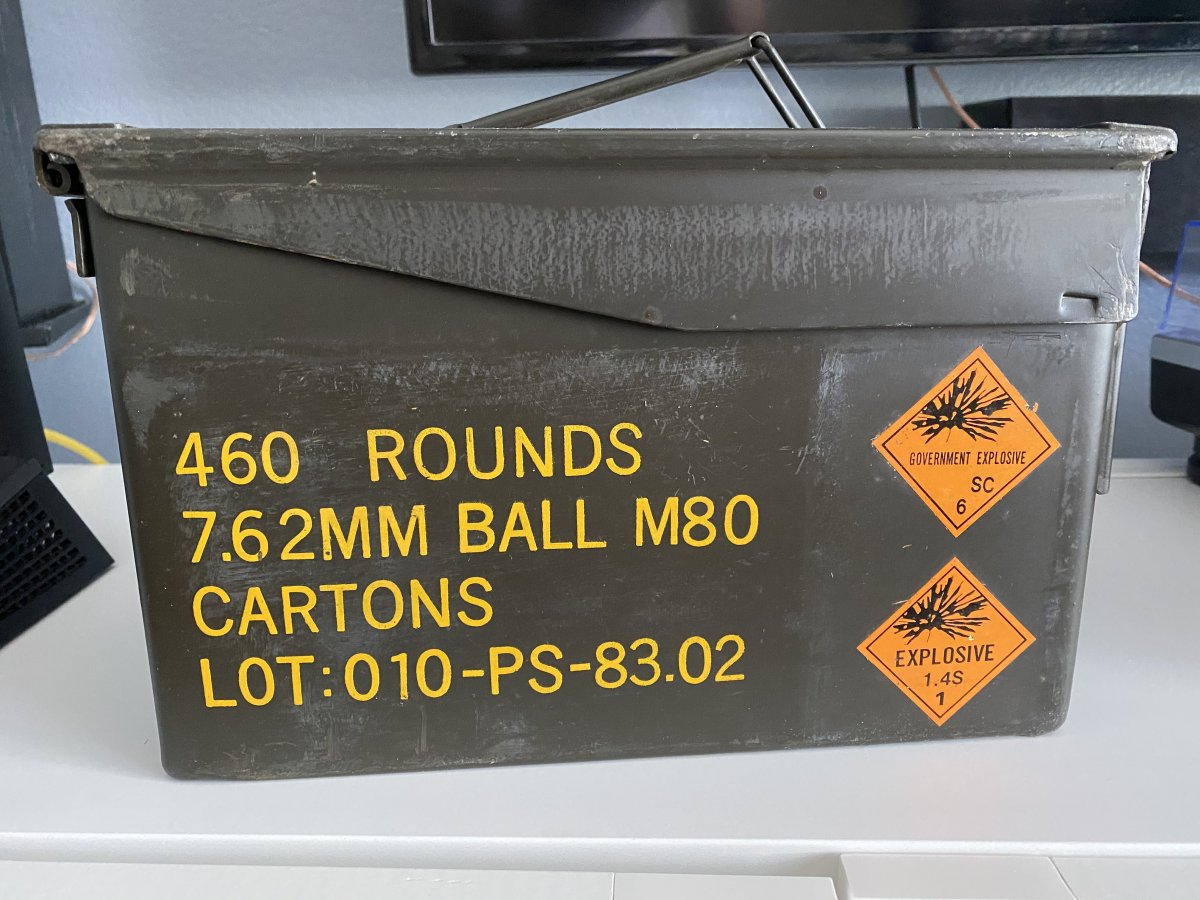 460 ROUNDS
7.62MM BALL M80
CARTONS
LOT:010-PS-83.02
GOVERNMENT EXPLOSIVE
SC
6
EXPLOSIVE
1.4S
1